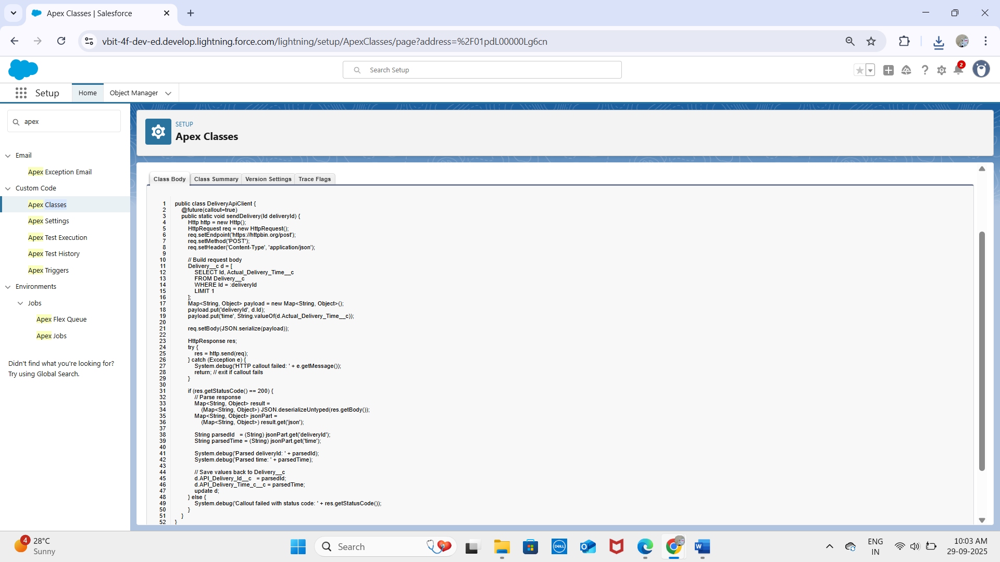 Apex Classes | Salesforce
vbit-4f-dev-ed.develop.lightning.force.com/lightning/setup/ApexClasses/page?address=%2F01pdL00000Lg6cn
Search Setup
2
Setup
Home
Object Manager
apex
Email
Apex Exception Email
Custom Code
Apex Classes
Apex Settings
Apex Test Execution
Apex Test History
Apex Triggers
Environments
Jobs
Apex Flex Queue
Apex Jobs
Didn't find what you're looking for?
Try using Global Search.
SETUP
Apex Classes
Class Body
Class Summary
Version Settings
Trace Flags
1 public class DeliveryApiClient {
2 @future(callout=true)
3 public static void sendDelivery(Id deliveryId) {
4 Http http = new Http();
5 HttpRequest req = new HttpRequest();
6 req.setEndpoint('https://httpbin.org/post');
7 req.setMethod('POST');
8 req.setHeader('Content-Type', 'application/json');
9
10 // Build request body
11 Delivery__c d = [
12 SELECT Id, Actual_Delivery_Time__c
13 FROM Delivery__c
14 WHERE Id = :deliveryId
15 LIMIT 1
16 ];
17 Map<String, Object> payload = new Map<String, Object>();
18 payload.put('deliveryId', d.Id);
19 payload.put('time', String.valueOf(d.Actual_Delivery_Time__c));
20
21 req.setBody(JSON.serialize(payload));
22
23 HttpResponse res;
24 try {
25 res = http.send(req);
26 } catch (Exception e) {
27 System.debug('HTTP callout failed: ' + e.getMessage());
28 return; // exit if callout fails
29 }
30
31 if (res.getStatusCode() == 200) {
32 // Parse response
33 Map<String, Object> result =
34 (Map<String, Object>) JSON.deserializeUntyped(res.getBody());
35 Map<String, Object> jsonPart =
36 (Map<String, Object>) result.get('json');
37
38 String parsedId = (String) jsonPart.get('deliveryId');
39 String parsedTime = (String) jsonPart.get('time');
40
41 System.debug('Parsed deliveryId: ' + parsedId);
42 System.debug('Parsed time: ' + parsedTime);
43
44 // Save values back to Delivery__c
45 d.API_Delivery_Id__c = parsedId;
46 d.API_Delivery_Time_c__c = parsedTime;
47 update d;
48 } else {
49 System.debug('Callout failed with status code: ' + res.getStatusCode());
50 }
51 }
52 }
4
28°C
Sunny
Search
DELL
W
ENG
IN
10:03 AM
29-09-2025